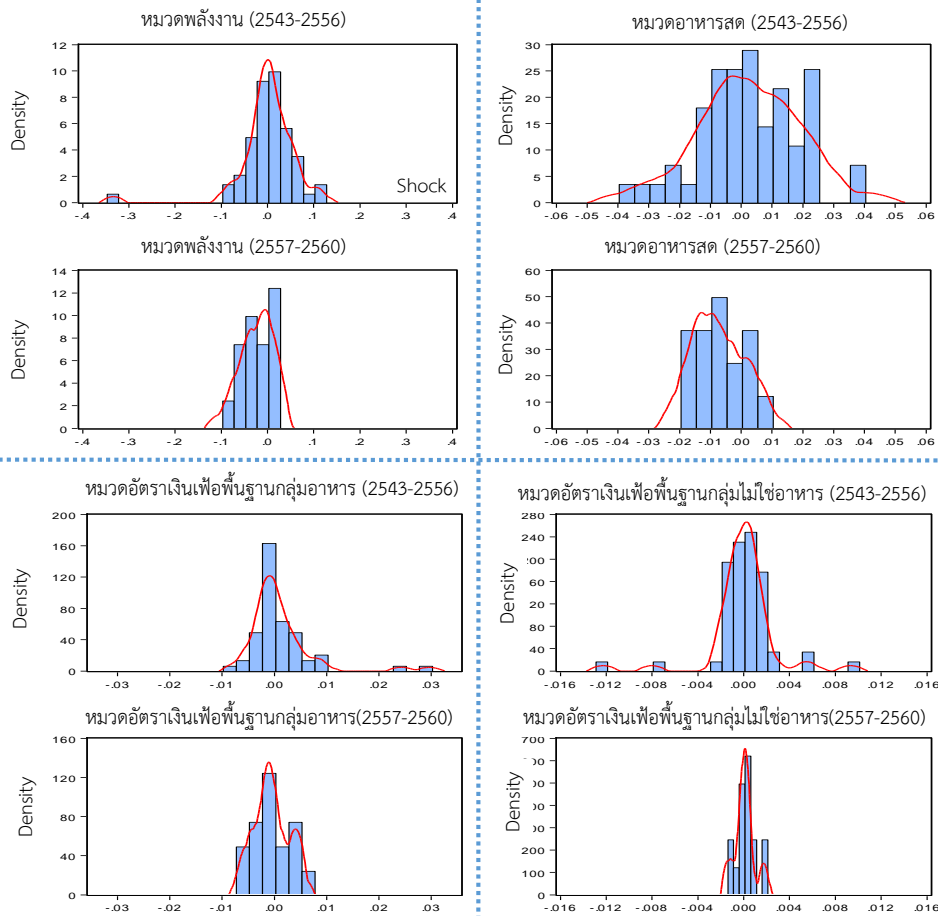 หมวดพลังงาน (2543-2556)
12
10
8
6
4
2
0
Density
Shock
-.4 -.3 -.2 -.1 .0 .1 .2 .3 .4
หมวดอาหารสด (2543-2556)
30
25
20
15
10
5
0
Density
-.06 -.05 -.04 -.03 -.02 -.01 .00 .01 .02 .03 .04 .05 .06
หมวดพลังงาน (2557-2560)
14
12
10
8
6
4
2
0
Density
-.4 -.3 -.2 -.1 .0 .1 .2 .3 .4
หมวดอาหารสด (2557-2560)
60
50
40
30
20
10
0
Density
-.06 -.05 -.04 -.03 -.02 -.01 .00 .01 .02 .03 .04 .05 .06
หมวดอัตราเงินเฟ้อพื้นฐานกลุ่มอาหาร (2543-2556)
200
160
120
80
40
0
Density
-.03 -.02 -.01 .00 .01 .02 .03
หมวดอัตราเงินเฟ้อพื้นฐานกลุ่มไม่ใช่อาหาร (2543-2556)
280
240
80
40
0
Density
-.016 -.012 -.008 -.004 .000 .004 .008 .012 .016
หมวดอัตราเงินเฟ้อพื้นฐานกลุ่มอาหาร(2557-2560)
160
120
80
40
0
Density
-.03 -.02 -.01 .00 .01 .02 .03
หมวดอัตราเงินเฟ้อพื้นฐานกลุ่มไม่ใช่อาหาร(2557-2560)
700
200
100
0
Density
-.016 -.012 -.008 -.004 .000 .004 .008 .012 .016